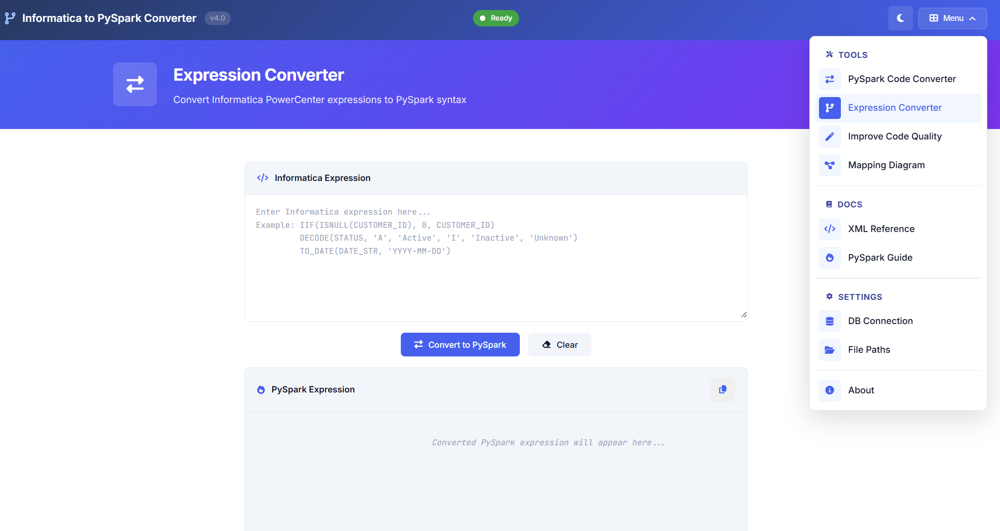 Informatica to PySpark Converter v4.0
Ready
Menu
Expression Converter
Convert Informatica PowerCenter expressions to PySpark syntax
Informatica Expression
Enter Informatica expression here...
Example: IIF(ISNULL(CUSTOMER_ID), 0, CUSTOMER_ID)
DECODE(STATUS, 'A', 'Active', 'I', 'Inactive', 'Unknown')
TO_DATE(DATE_STR, 'YYYY-MM-DD')
Convert to PySpark
Clear
PySpark Expression
Converted PySpark expression will appear here...
TOOLS
PySpark Code Converter
Expression Converter
Improve Code Quality
Mapping Diagram
DOCS
XML Reference
PySpark Guide
SETTINGS
DB Connection
File Paths
About